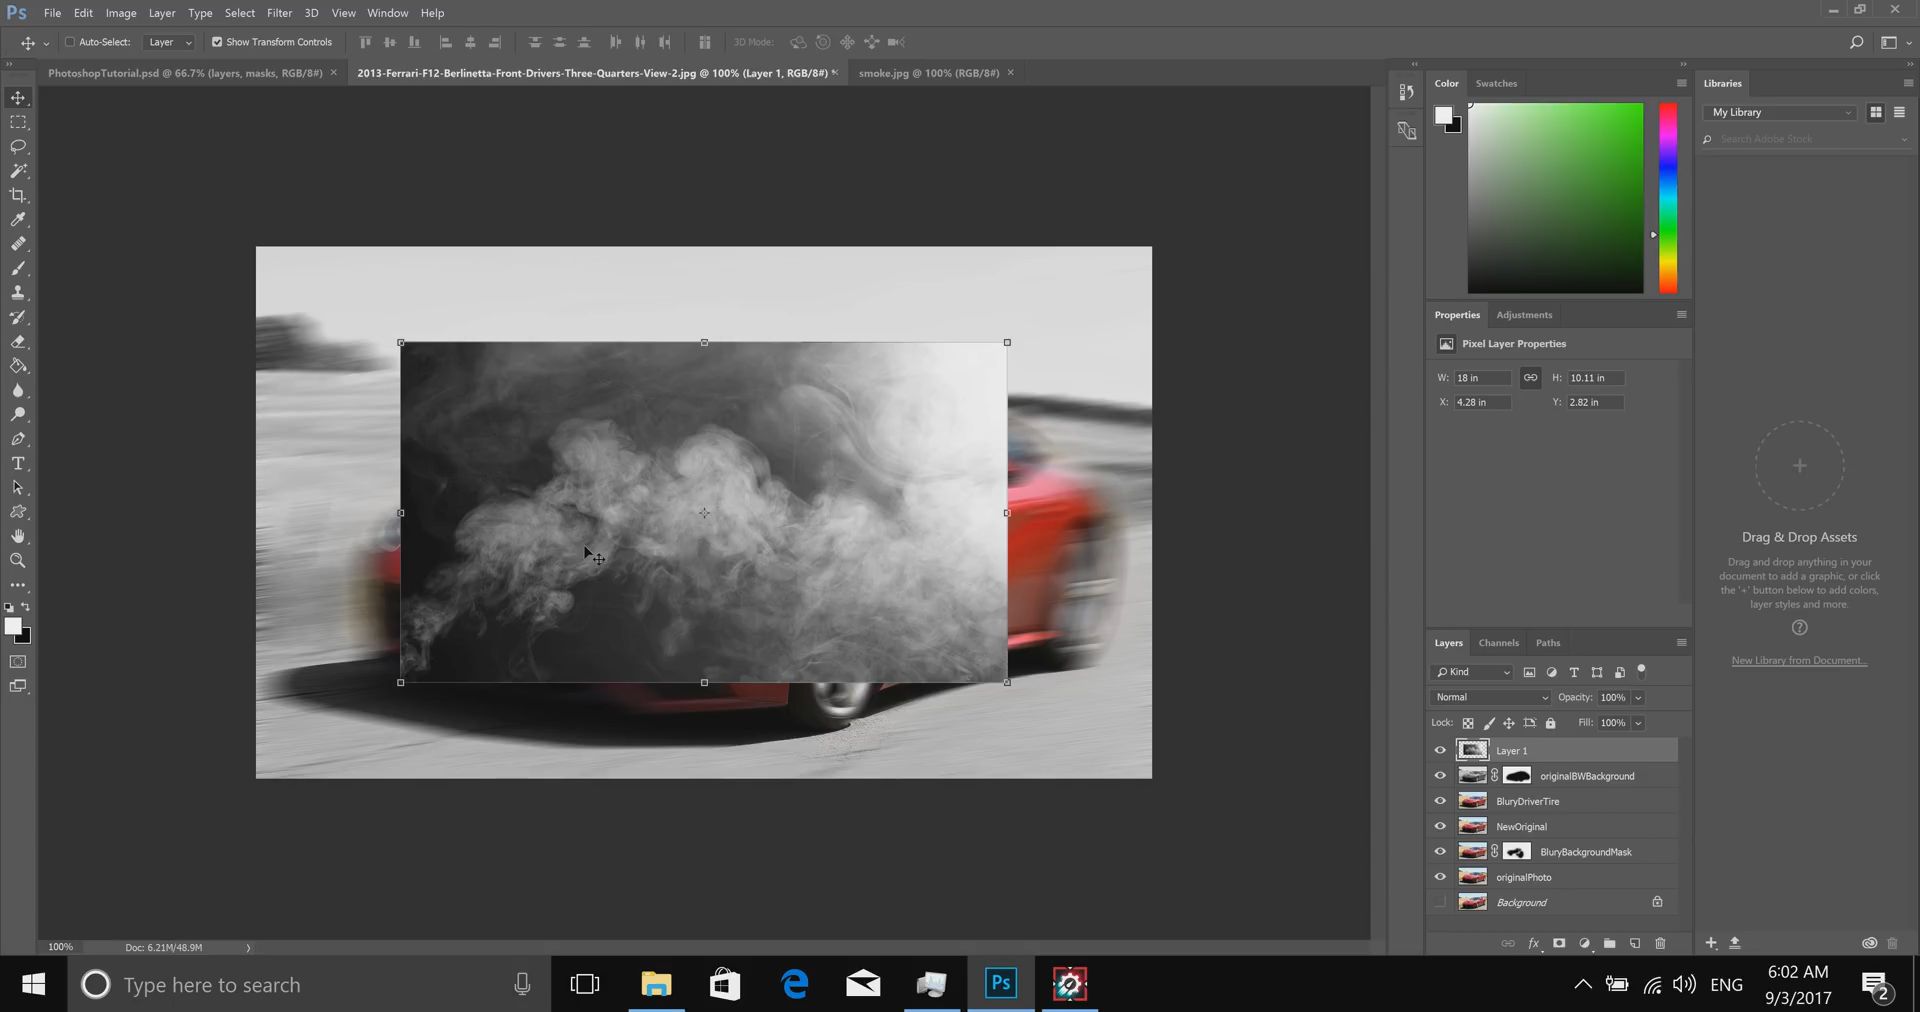 Ps File Edit Image Layer Type Select Filter 3D View Window Help
Auto-Select: Layer Show Transform Controls 3D Mode:
PhotoshopTutorial.psd @ 66.7% (layers, masks, RGB/8#) × 2013-Ferrari-F12-Berlinetta-Front-Drivers-Three-Quarters-View-2.jpg @ 100% (Layer 1, RGB/8#) * × smoke.jpg @ 100% (RGB/8#) ×
Color Swatches
Libraries
My Library
Search Adobe Stock
Properties Adjustments
Pixel Layer Properties
W: 18 in H: 10.11 in
X: 4.28 in Y: 2.82 in
Drag & Drop Assets
Drag and drop anything in your
document to add a graphic, or click
the '+' button below to add colors,
layer styles and more.
New Library from Document...
Layers Channels Paths
Kind
Normal Opacity: 100%
Lock: Fill: 100%
Layer 1
originalBWBackground
BluryDriverTire
NewOriginal
BluryBackgroundMask
originalPhoto
Background
fx
100% Doc: 6.21M/48.9M
Type here to search
Ps
ENG
6:02 AM
9/3/2017
2